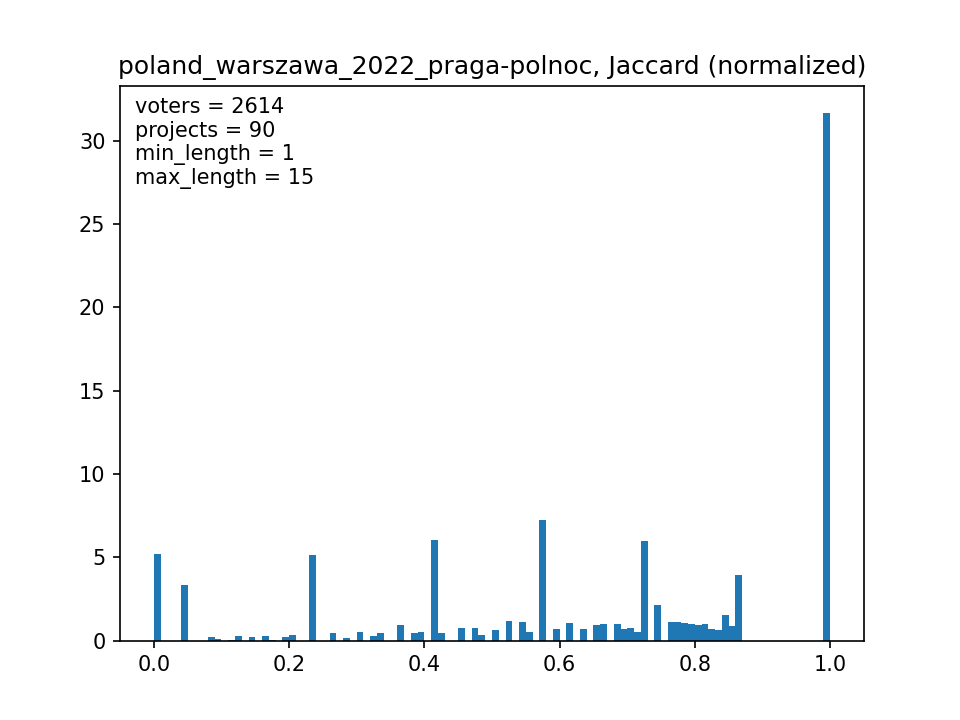 poland_warszawa_2022_praga-polnoc, Jaccard (normalized)
voters = 2614
projects = 90
min_length = 1
max_length = 15
30
25
20
15
10
5
0
0.0 0.2 0.4 0.6 0.8 1.0